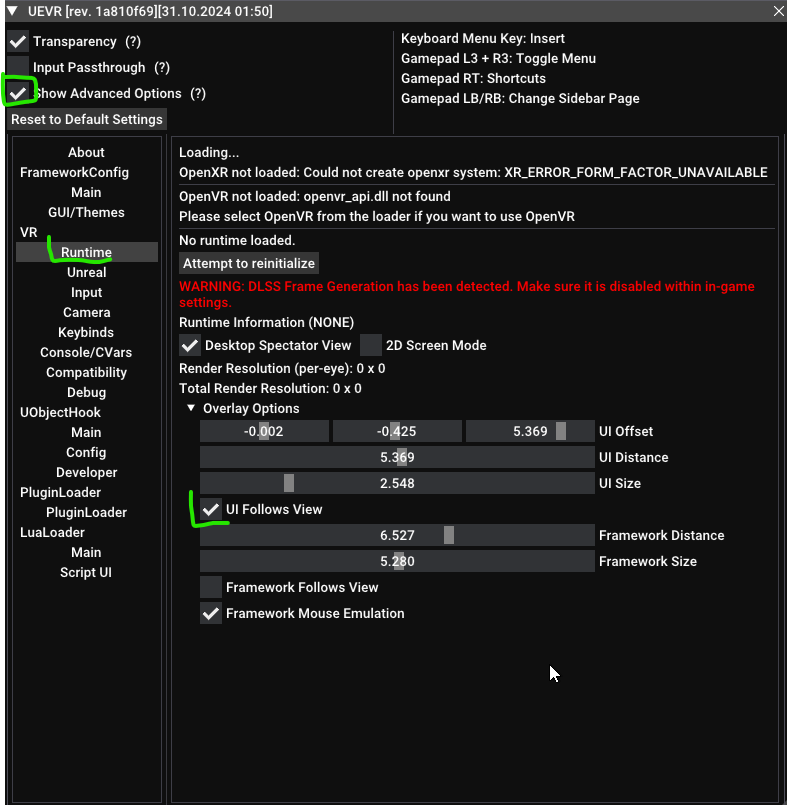 UEVR [rev. 1a810f69][31.10.2024 01:50]
Transparency (?)
Input Passthrough (?)
Show Advanced Options (?)
Reset to Default Settings
Keyboard Menu Key: Insert
Gamepad L3 + R3: Toggle Menu
Gamepad RT: Shortcuts
Gamepad LB/RB: Change Sidebar Page
About
FrameworkConfig
Main
GUI/Themes
VR
Runtime
Unreal
Input
Camera
Keybinds
Console/CVars
Compatibility
Debug
UObjectHook
Main
Config
Developer
PluginLoader
PluginLoader
LuaLoader
Main
Script UI
Loading...
OpenXR not loaded: Could not create openxr system: XR_ERROR_FORM_FACTOR_UNAVAILABLE
OpenVR not loaded: openvr_api.dll not found
Please select OpenVR from the loader if you want to use OpenVR
No runtime loaded.
Attempt to reinitialize
WARNING: DLSS Frame Generation has been detected. Make sure it is disabled within in-game
settings.
Runtime Information (NONE)
Desktop Spectator View 2D Screen Mode
Render Resolution (per-eye): 0 x 0
Total Render Resolution: 0 x 0
Overlay Options
-0.002 -0.425 5.369 UI Offset
5.369 UI Distance
2.548 UI Size
UI Follows View
6.527 Framework Distance
5.280 Framework Size
Framework Follows View
Framework Mouse Emulation